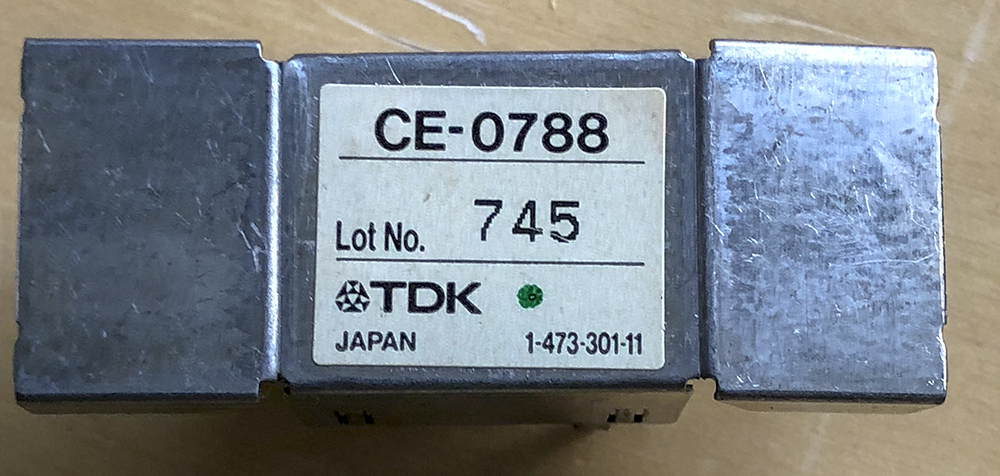 CE-0788
Lot No. 745
TDK
JAPAN 1-473-301-11